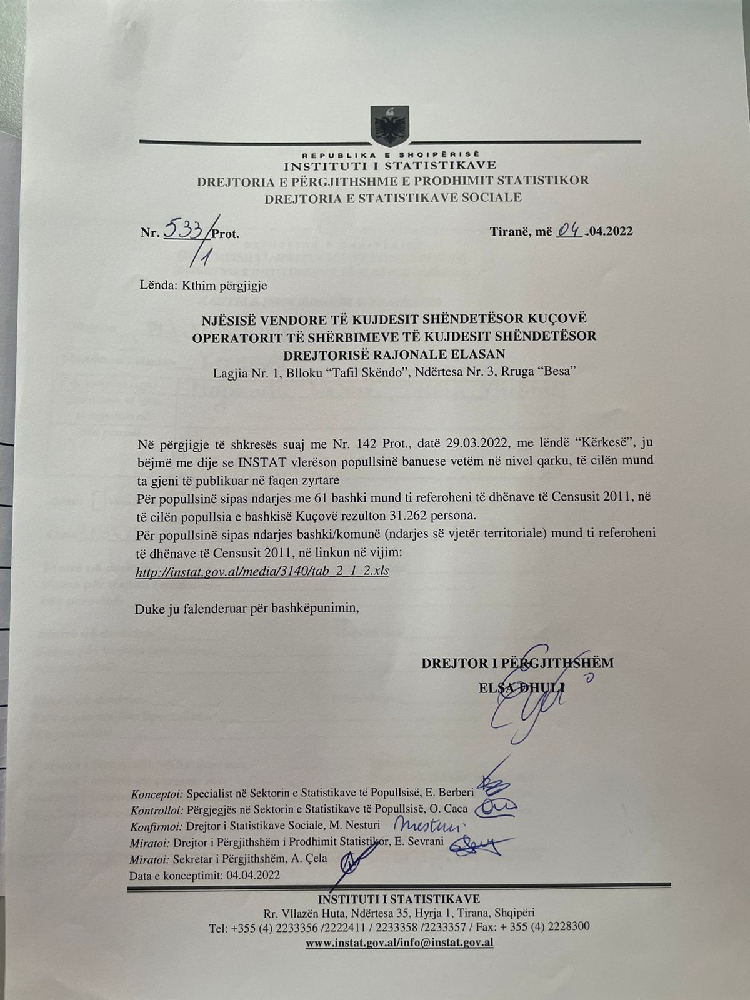 REPUBLIKA E SHQIPËRISË
INSTITUTI I STATISTIKAVE
DREJTORIA E PËRGJITHSHME E PRODHIMIT STATISTIKOR
DREJTORIA E STATISTIKAVE SOCIALE
Nr. 533/1 Prot. Tiranë, më 04.04.2022
Lënda: Kthim përgjigje
NJËSISË VENDORE TË KUJDESIT SHËNDETËSOR KUÇOVË
OPERATORIT TË SHËRBIMEVE TË KUJDESIT SHËNDETËSOR
DREJTORISË RAJONALE ELASAN
Lagjia Nr. 1, Blloku “Tafil Skëndo”, Ndërtesa Nr. 3, Rruga “Besa”
Në përgjigje të shkresës suaj me Nr. 142 Prot., datë 29.03.2022, me lëndë “Kërkesë”, ju
bëjmë me dije se INSTAT vlerëson popullsinë banuese vetëm në nivel qarku, të cilën mund
ta gjeni të publikuar në faqen zyrtare
Për popullsinë sipas ndarjes me 61 bashki mund ti referoheni të dhënave të Censusit 2011, në
të cilën popullsia e bashkisë Kuçovë rezulton 31.262 persona.
Për popullsinë sipas ndarjes bashki/komunë (ndarjes së vjetër territoriale) mund ti referoheni
të dhënave të Censusit 2011, në linkun në vijim:
http://instat.gov.al/media/3140/tab_2_1_2.xls
Duke ju falenderuar për bashkëpunimin,
DREJTOR I PËRGJITHSHËM
ELSA DHULI
Konceptoi: Specialist në Sektorin e Statistikave të Popullsisë, E. Berberi
Kontrolloi: Përgjegjës në Sektorin e Statistikave të Popullsisë, O. Caca
Konfirmoi: Drejtor i Statistikave Sociale, M. Nesturi
Miratoi: Drejtor i Përgjithshëm i Prodhimit Statistikor, E. Sevrani
Miratoi: Sekretar i Përgjithshëm, A. Çela
Data e konceptimit: 04.04.2022
INSTITUTI I STATISTIKAVE
Rr. Vllazën Huta, Ndërtesa 35, Hyrja 1, Tirana, Shqipëri
Tel: +355 (4) 2233356 /2222411 / 2233358 /2233357 / Fax: + 355 (4) 2228300
www.instat.gov.al/info@instat.gov.al